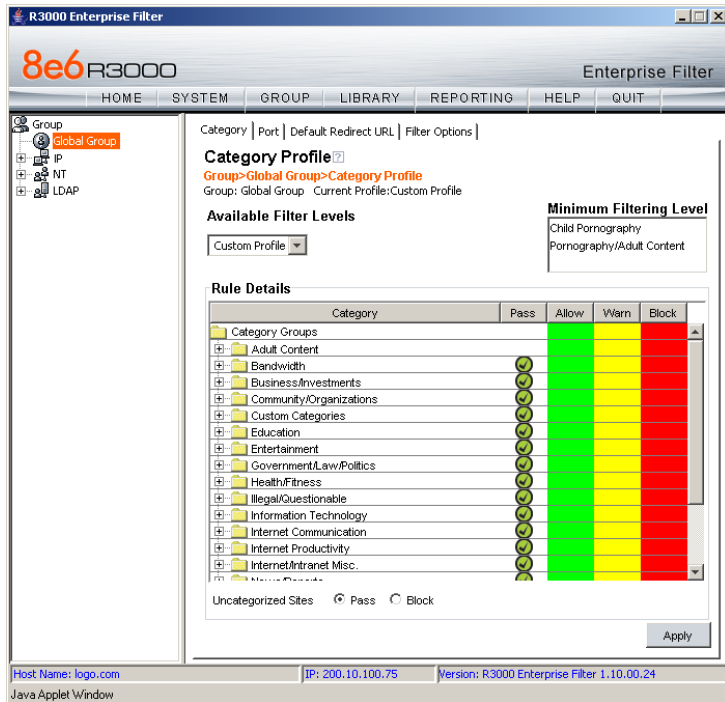 R3000 Enterprise Filter
8e6 R3000
Enterprise Filter
HOME SYSTEM GROUP LIBRARY REPORTING HELP QUIT
Group
Global Group
IP
NT
LDAP
Category Port Default Redirect URL Filter Options
Category Profile ?
Group>Global Group>Category Profile
Group: Global Group Current Profile:Custom Profile
Available Filter Levels
Custom Profile
Minimum Filtering Level
Child Pornography
Pornography/Adult Content
Rule Details
Category Pass Allow Warn Block
Category Groups
Adult Content
Bandwidth
Business/Investments
Community/Organizations
Custom Categories
Education
Entertainment
Government/Law/Politics
Health/Fitness
Illegal/Questionable
Information Technology
Internet Communication
Internet Productivity
Internet/Intranet Misc.
Uncategorized Sites Pass Block
Apply
Host Name: logo.com IP: 200.10.100.75 Version: R3000 Enterprise Filter 1.10.00.24
Java Applet Window